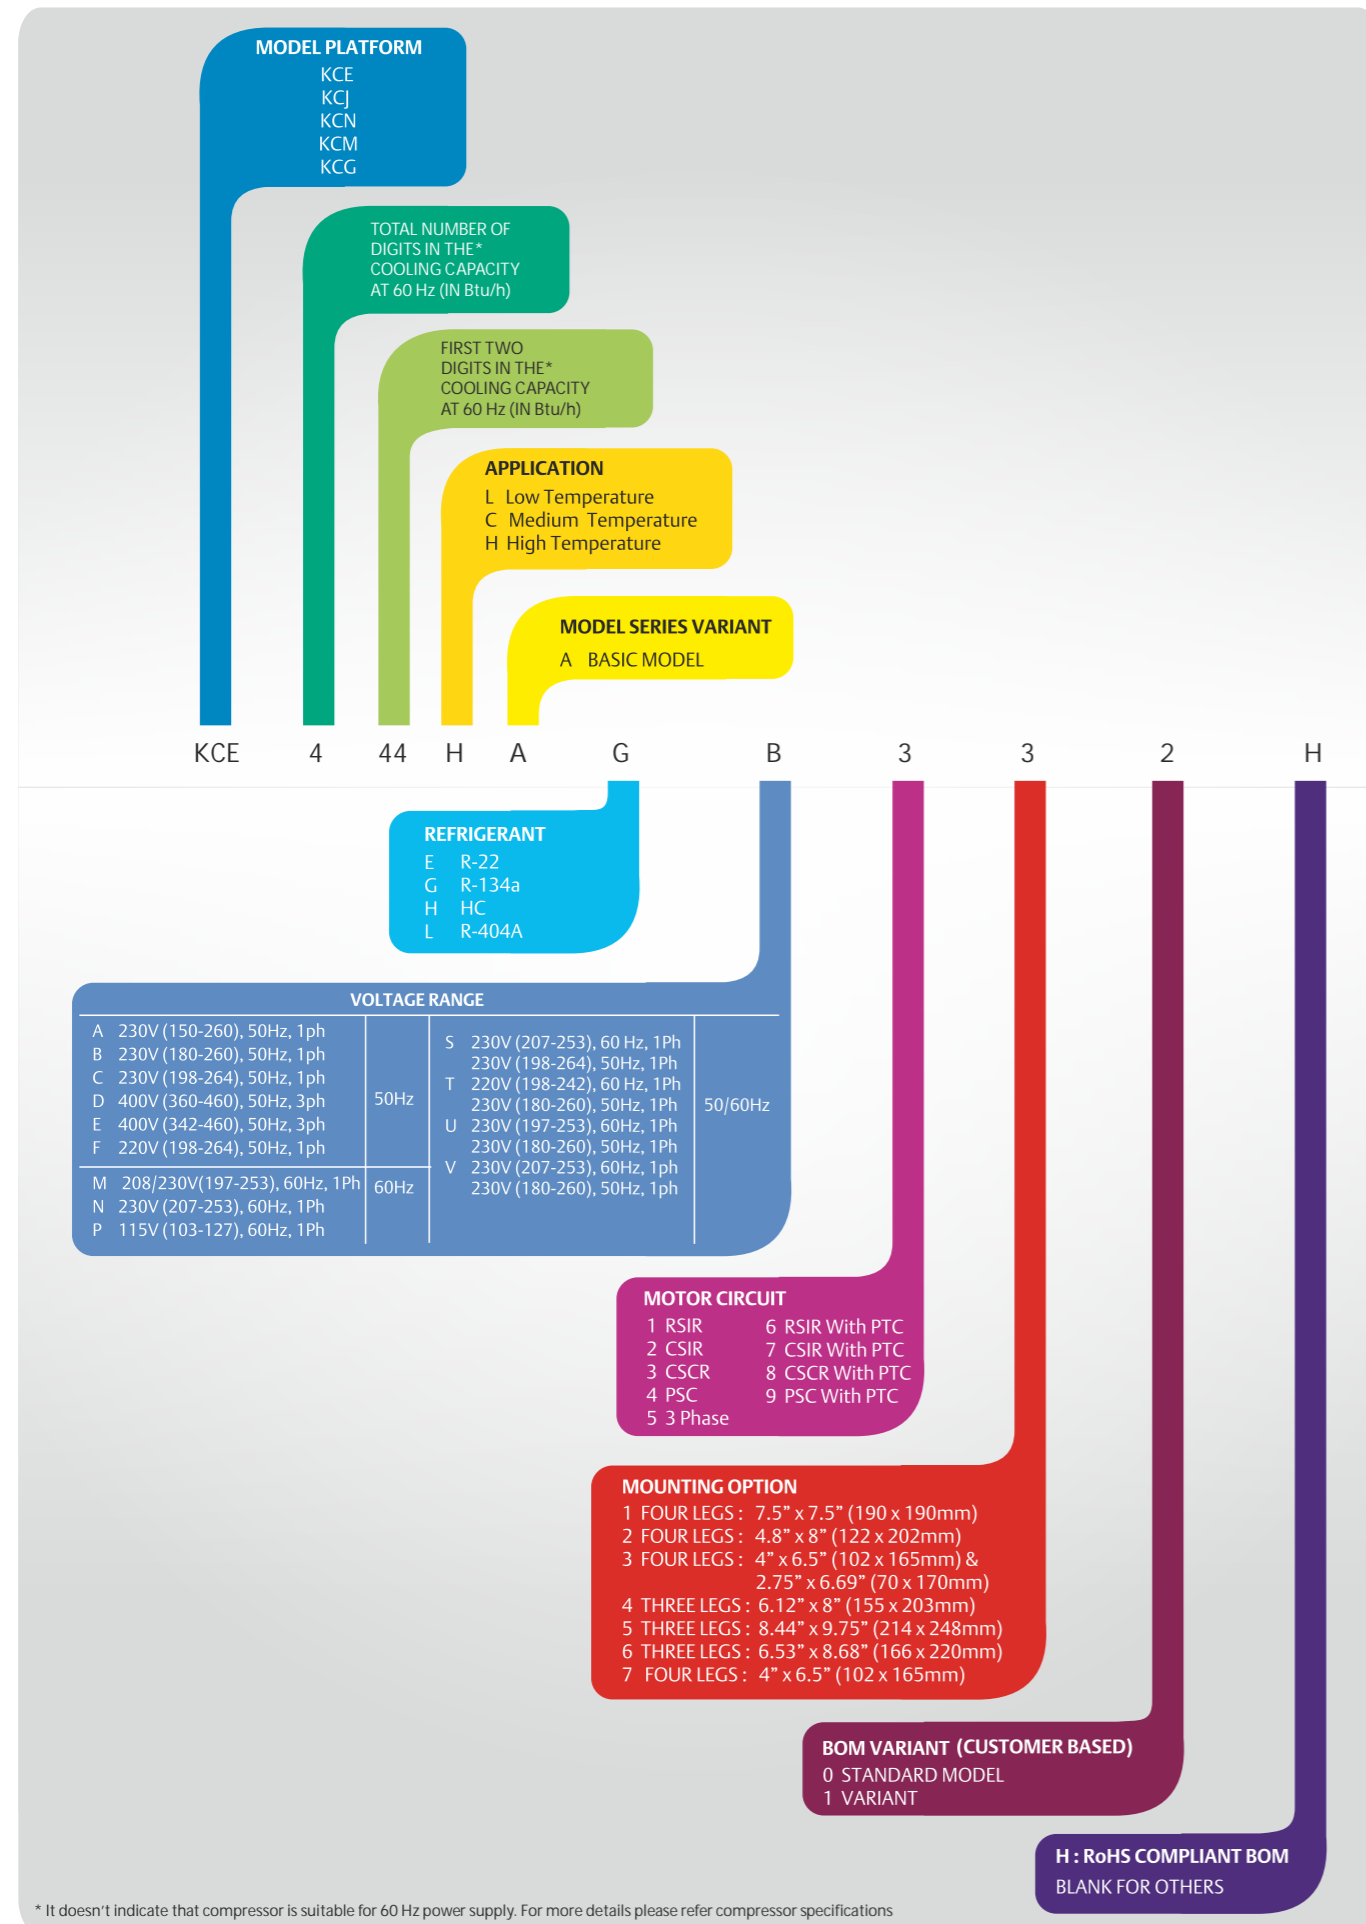 MODEL PLATFORM
KCE
KCJ
KCN
KCM
KCG
TOTAL NUMBER OF
DIGITS IN THE*
COOLING CAPACITY
AT 60 Hz (IN Btu/h)
FIRST TWO
DIGITS IN THE*
COOLING CAPACITY
AT 60 Hz (IN Btu/h)
APPLICATION
L Low Temperature
C Medium Temperature
H High Temperature
MODEL SERIES VARIANT
A BASIC MODEL
KCE 4 44 H A G B 3 3 2 H
REFRIGERANT
E R-22
G R-134a
H HC
L R-404A
VOLTAGE RANGE
A 230V (150-260), 50Hz, 1ph
B 230V (180-260), 50Hz, 1ph
C 230V (198-264), 50Hz, 1ph
D 400V (360-460), 50Hz, 3ph
E 400V (342-460), 50Hz, 3ph
F 220V (198-264), 50Hz, 1ph
50Hz
M 208/230V(197-253), 60Hz, 1Ph
N 230V (207-253), 60Hz, 1Ph
P 115V (103-127), 60Hz, 1Ph
60Hz
S 230V (207-253), 60 Hz, 1Ph
230V (198-264), 50Hz, 1Ph
T 220V (198-242), 60 Hz, 1Ph
230V (180-260), 50Hz, 1Ph
U 230V (197-253), 60Hz, 1Ph
230V (180-260), 50Hz, 1Ph
V 230V (207-253), 60Hz, 1ph
230V (180-260), 50Hz, 1ph
50/60Hz
MOTOR CIRCUIT
1 RSIR
2 CSIR
3 CSCR
4 PSC
5 3 Phase
6 RSIR With PTC
7 CSIR With PTC
8 CSCR With PTC
9 PSC With PTC
MOUNTING OPTION
1 FOUR LEGS : 7.5” x 7.5” (190 x 190mm)
2 FOUR LEGS : 4.8” x 8” (122 x 202mm)
3 FOUR LEGS : 4” x 6.5” (102 x 165mm) &
2.75” x 6.69” (70 x 170mm)
4 THREE LEGS : 6.12” x 8” (155 x 203mm)
5 THREE LEGS : 8.44” x 9.75” (214 x 248mm)
6 THREE LEGS : 6.53” x 8.68” (166 x 220mm)
7 FOUR LEGS : 4” x 6.5” (102 x 165mm)
BOM VARIANT (CUSTOMER BASED)
0 STANDARD MODEL
1 VARIANT
H : RoHS COMPLIANT BOM
BLANK FOR OTHERS
* It doesn’t indicate that compressor is suitable for 60 Hz power supply. For more details please refer compressor specifications